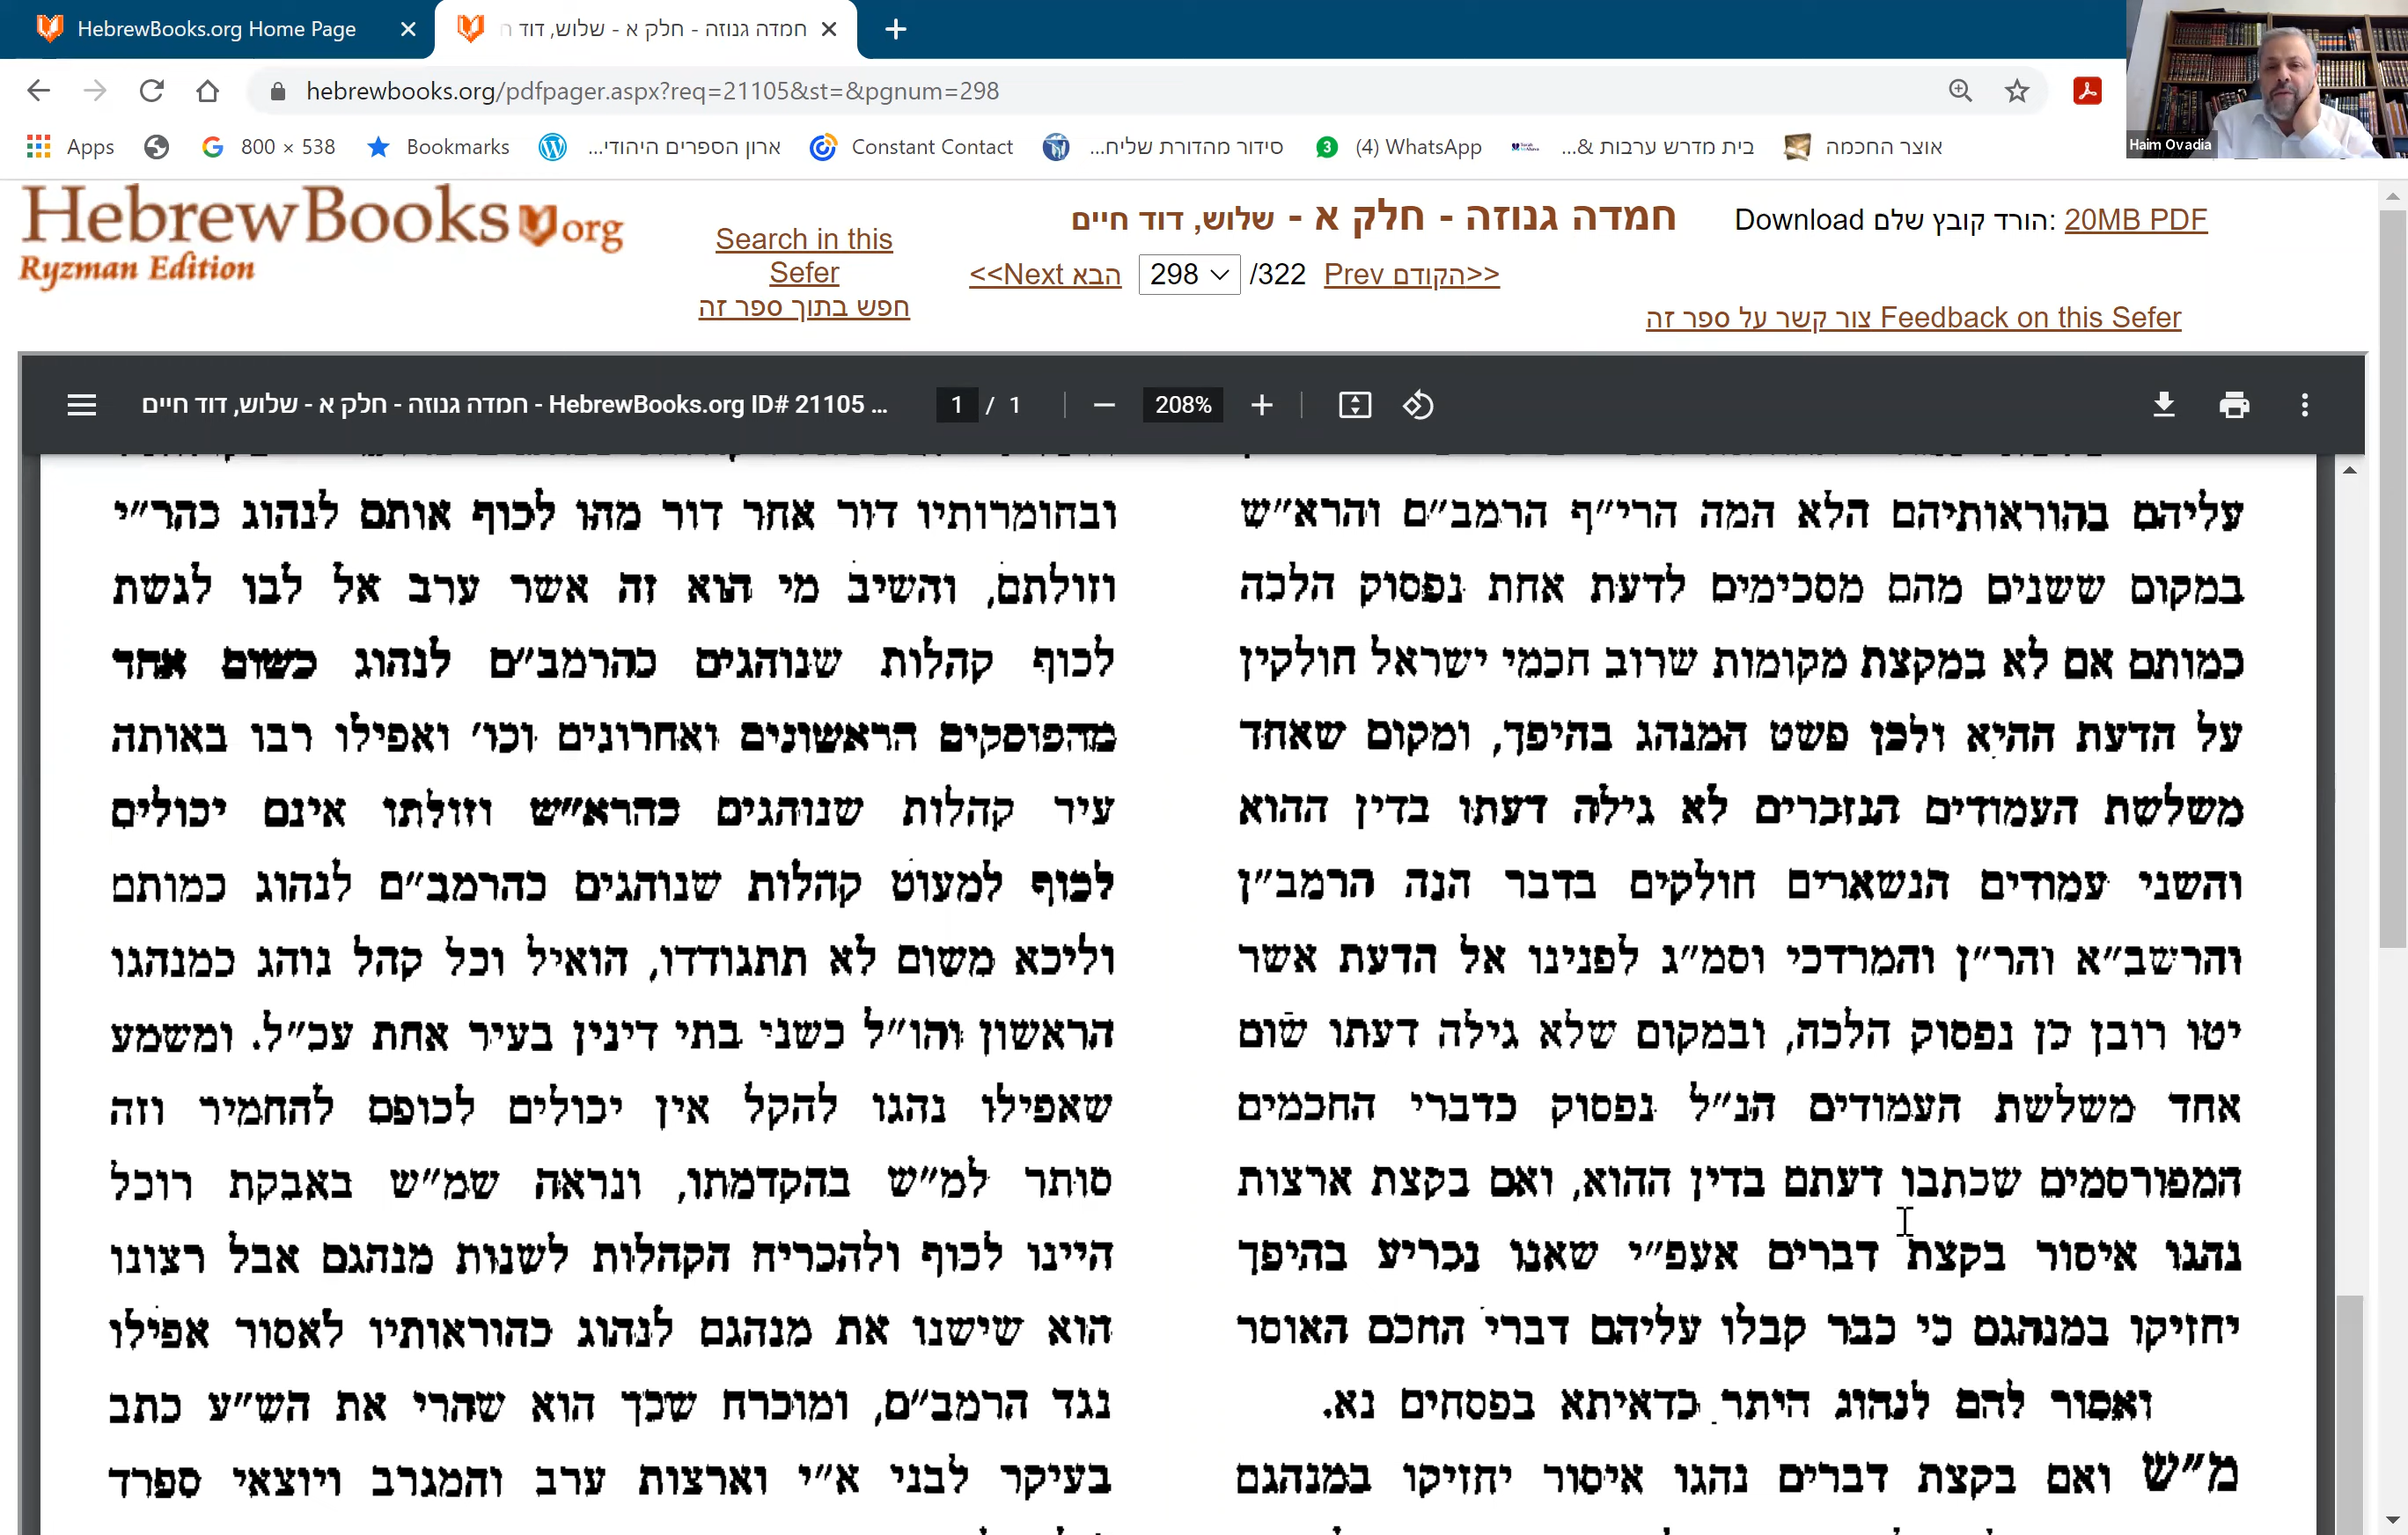 HebrewBooks.org Home Page
חמדה גנוזה - חלק א - שלוש, דוד ח
hebrewbooks.org/pdfpager.aspx?req=21105&st=&pgnum=298
Apps
800 × 538
Bookmarks
ארון הספרים היהודי...
Constant Contact
סידור מהדורת שליח...
(4) WhatsApp
בית מדרש ערבות &...
אוצר החכמה
Haim Ovadia
HebrewBooks.org
Ryzman Edition
Search in this
Sefer
חפש בתוך ספר זה
חמדה גנוזה - חלק א - שלוש, דוד חיים
<<Next הבא 298 /322 Prev הקודם>>
Download הורד קובץ שלם: 20MB PDF
צור קשר על ספר זה Feedback on this Sefer
חמדה גנוזה - חלק א - שלוש, דוד חיים - HebrewBooks.org ID# 21105 ...
1 / 1
208%
עליהם בהוראותיהם הלא המה הרי״ף הרמב״ם והרא״ש
במקום ששנים מהם מסכימים לדעת אחת נפסוק הלכה
כמותם אם לא במקצת מקומות שרוב חכמי ישראל חולקין
על הדעת ההיא ולכן פשט המנהג בהיפך, ומקום שאחד
משלשת העמודים הנזכרים לא גילה דעתו בדין ההוא
והשני עמודים הנשארים חולקים בדבר הנה הרמב״ן
והרשב״א והר״ן והמרדכי וסמ״ג לפנינו אל הדעת אשר
יטו רובן כן נפסוק הלכה, ובמקום שלא גילה דעתו שום
אחד משלשת העמודים הנ״ל נפסוק כדברי החכמים
המפורסמים שכתבו דעתם בדין ההוא, ואם בקצת ארצות
נהגו איסור בקצת דברים אעפ״י שאנו נכריע בהיפך
יחזיקו במנהגם כי כבר קבלו עליהם דברי החכם האוסר
ואסור להם לנהוג היתר כדאיתא בפסחים נא.
מ״ש ואם בקצת דברים נהגו איסור יחזיקו במנהגם
ובחומרותיו דור אחר דור מהו לכוף אותם לנהוג כהר״י
וזולתם, והשיב מי הוא זה אשר ערב אל לבו לגשת
לכוף קהלות שנוהגים כהרמב״ם לנהוג כשום אחד
מהפוסקים הראשונים ואחרונים וכו׳ ואפילו רבו באותה
עיר קהלות שנוהגים כהרא״ש וזולתו אינם יכולים
לכוף למעוט קהלות שנוהגים כהרמב״ם לנהוג כמותם
וליכא משום לא תתגודדו, הואיל וכל קהל נוהג כמנהגו
הראשון והו״ל כשני בתי דינין בעיר אחת עכ״ל. ומשמע
שאפילו נהגו להקל אין יכולים לכופם להחמיר וזה
סותר למ״ש בהקדמתו, ונראה שמ״ש באבקת רוכל
היינו לכוף ולהכריח הקהלות לשנות מנהגם אבל רצונו
הוא שישנו את מנהגם לנהוג כהוראותיו לאסור אפילו
נגד הרמב״ם, ומוכרח שכך הוא שהרי את הש״ע כתב
בעיקר לבני א״י וארצות ערב והמגרב ויוצאי ספרד